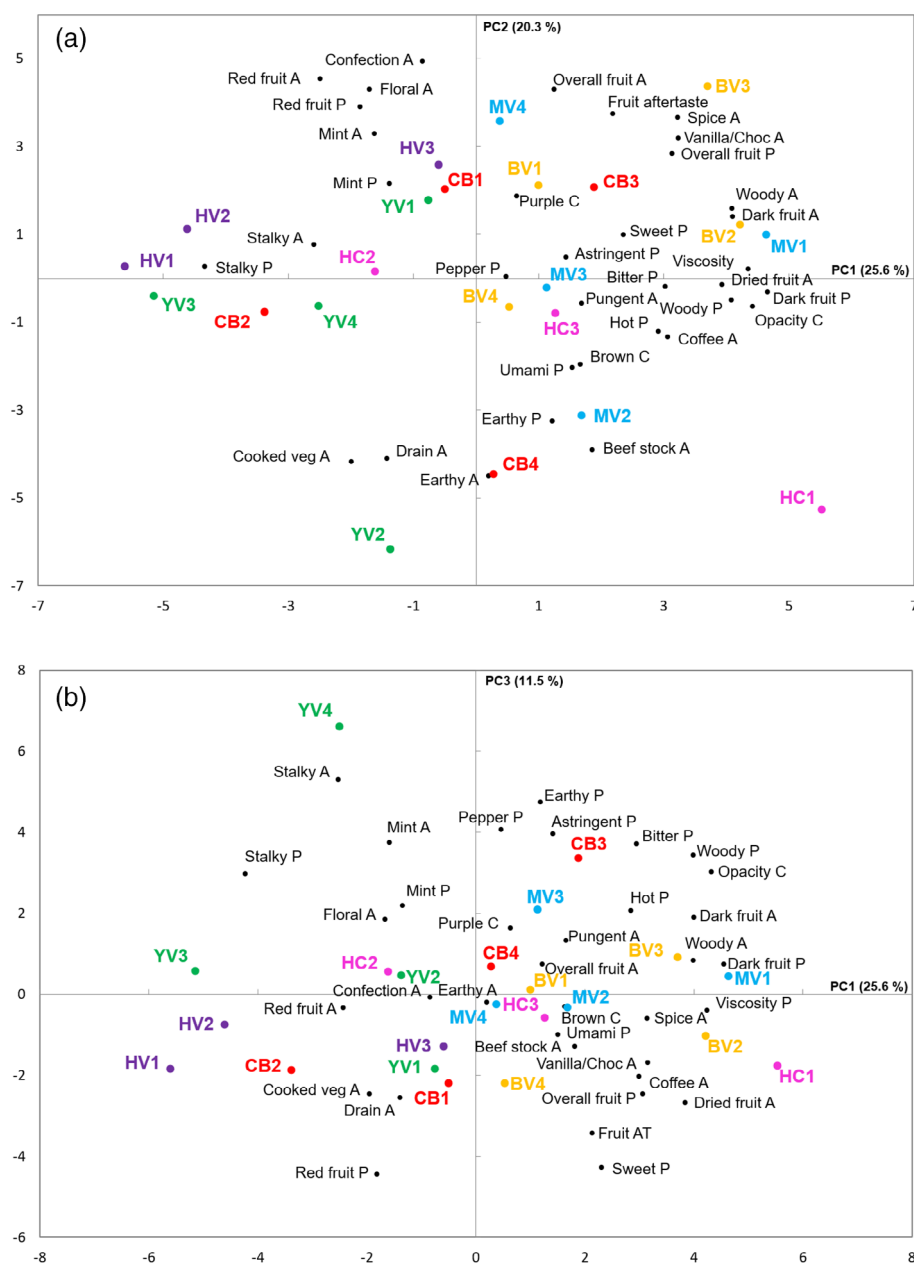 (a)
PC2 (20.3 %)
5
Confection A
Red fruit A
Floral A
Overall fruit A
BV3
Red fruit P
MV4
Fruit aftertaste
Spice A
Mint A
Vanilla/Choc A
3
HV3
Overall fruit P
Mint P
CB1
BV1
CB3
YV1
Purple C
Woody A
Dark fruit A
HV2
BV2
MV1
1
Stalky A
Sweet P
HC2
Astringent P
Viscosity
HV1
Stalky P
Pepper P
MV3
Bitter P
Dried fruit A
PC1 (25.6 %)
YV3
BV4
Pungent A
Woody P
Dark fruit P
-1
CB2
YV4
HC3
Hot P
Opacity C
Coffee A
Umami P
Brown C
-3
Earthy P
MV2
Cooked veg A
Drain A
Beef stock A
Earthy A
CB4
-5
HC1
YV2
-7
-7
-5
-3
-1
1
3
5
7
8
(b)
PC3 (11.5 %)
YV4
6
Stalky A
Earthy P
Pepper P
Astringent P
4
Mint A
CB3
Bitter P
Woody P
Stalky P
Opacity C
Mint P
2
Floral A
MV3
Hot P
Dark fruit A
Purple C
Pungent A
YV3
HC2
CB4
BV3
Woody A
YV2
BV1
Overall fruit A
Dark fruit P
MV1
0
Confection A
Earthy A
PC1 (25.6 %)
Red fruit A
MV4
HC3
MV2
Viscosity P
HV2
Brown C
Spice A
HV3
Beef stock A
Umami P
BV2
HV1
CB2
YV1
Vanilla/Choc A
HC1
-2
Cooked veg A
CB1
BV4
Coffee A
Drain A
Overall fruit P
Dried fruit A
Fruit AT
-4
Red fruit P
Sweet P
-6
-8
-6
-4
-2
0
2
4
6
8